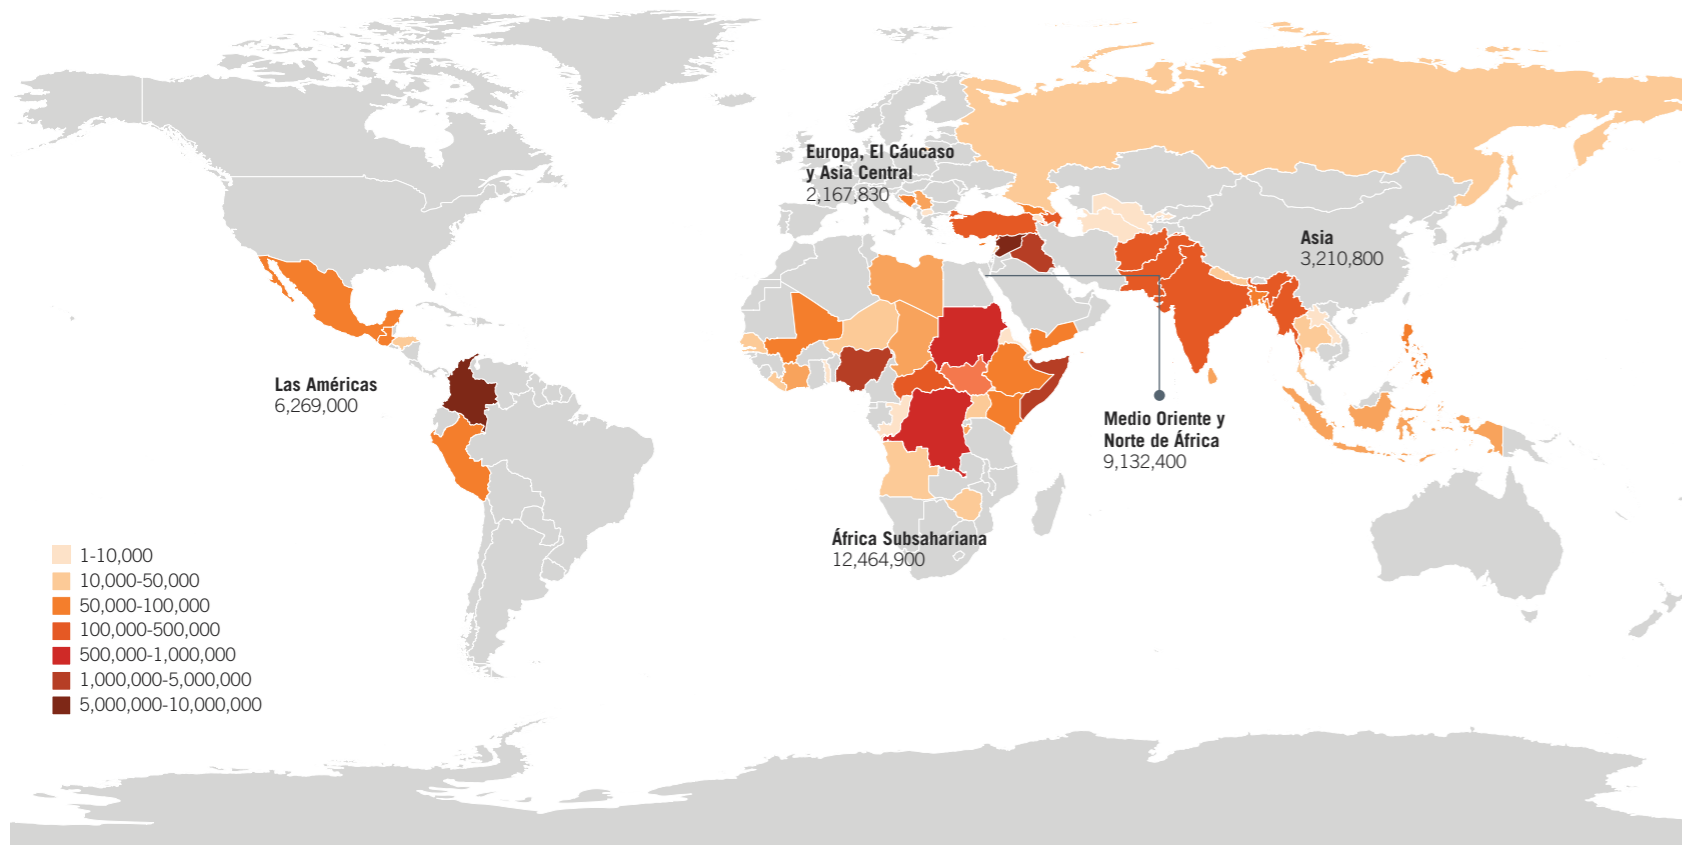 Europa, El Cáucaso
y Asia Central
2,167,830
Asia
3,210,800
Las Américas
6,269,000
Medio Oriente y
Norte de África
9,132,400
África Subsahariana
12,464,900
1-10,000
10,000-50,000
50,000-100,000
100,000-500,000
500,000-1,000,000
1,000,000-5,000,000
5,000,000-10,000,000